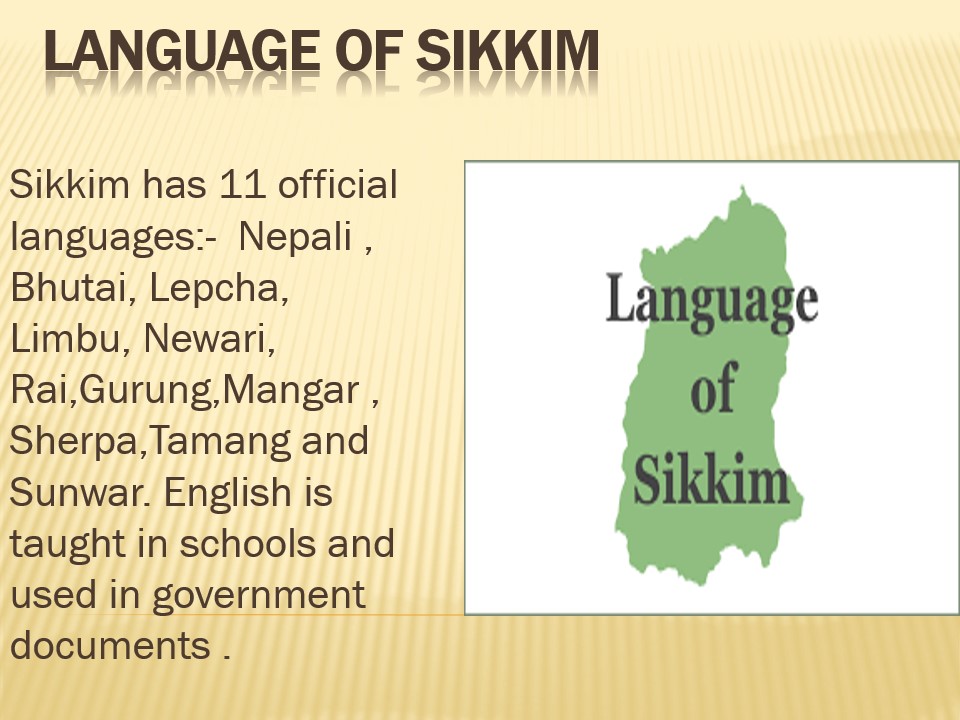 LANGUAGE OF SIKKIM
Sikkim has 11 official
languages:-  Nepali ,
Bhutai, Lepcha,
Limbu, Newari,
Rai,Gurung,Mangar ,
Sherpa,Tamang and
Sunwar. English is
taught in schools and
used in government
documents .
Language
of
Sikkim